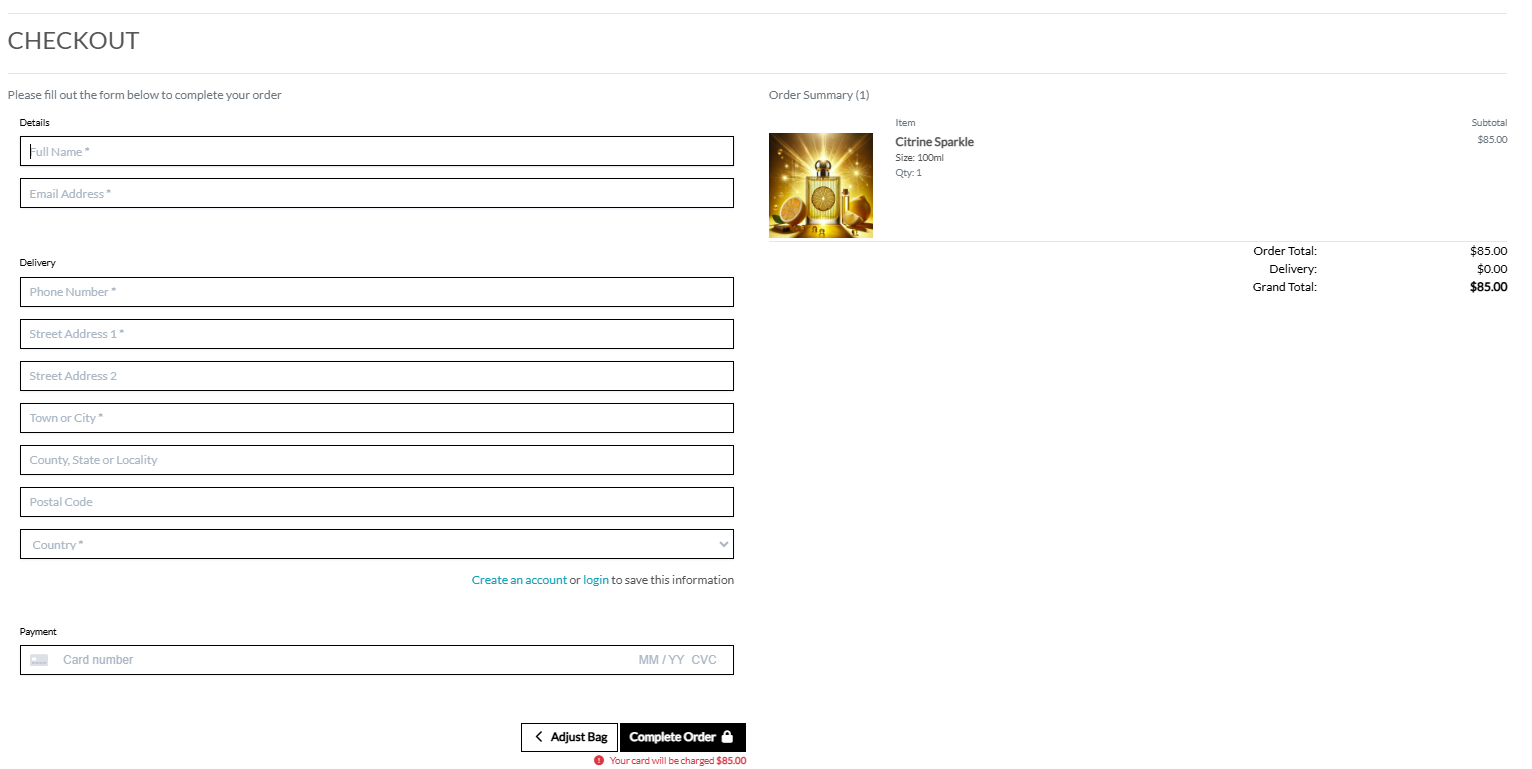 CHECKOUT
Please fill out the form below to complete your order
Details
Full Name *
Email Address *
Delivery
Phone Number *
Street Address 1 *
Street Address 2
Town or City *
County, State or Locality
Postal Code
Country *
Create an account or login to save this information
Payment
Card number MM / YY CVC
Adjust Bag Complete Order
Your card will be charged $85.00
Order Summary (1)
Item Subtotal
Citrine Sparkle $85.00
Size: 100ml
Qty: 1
Order Total: $85.00
Delivery: $0.00
Grand Total: $85.00